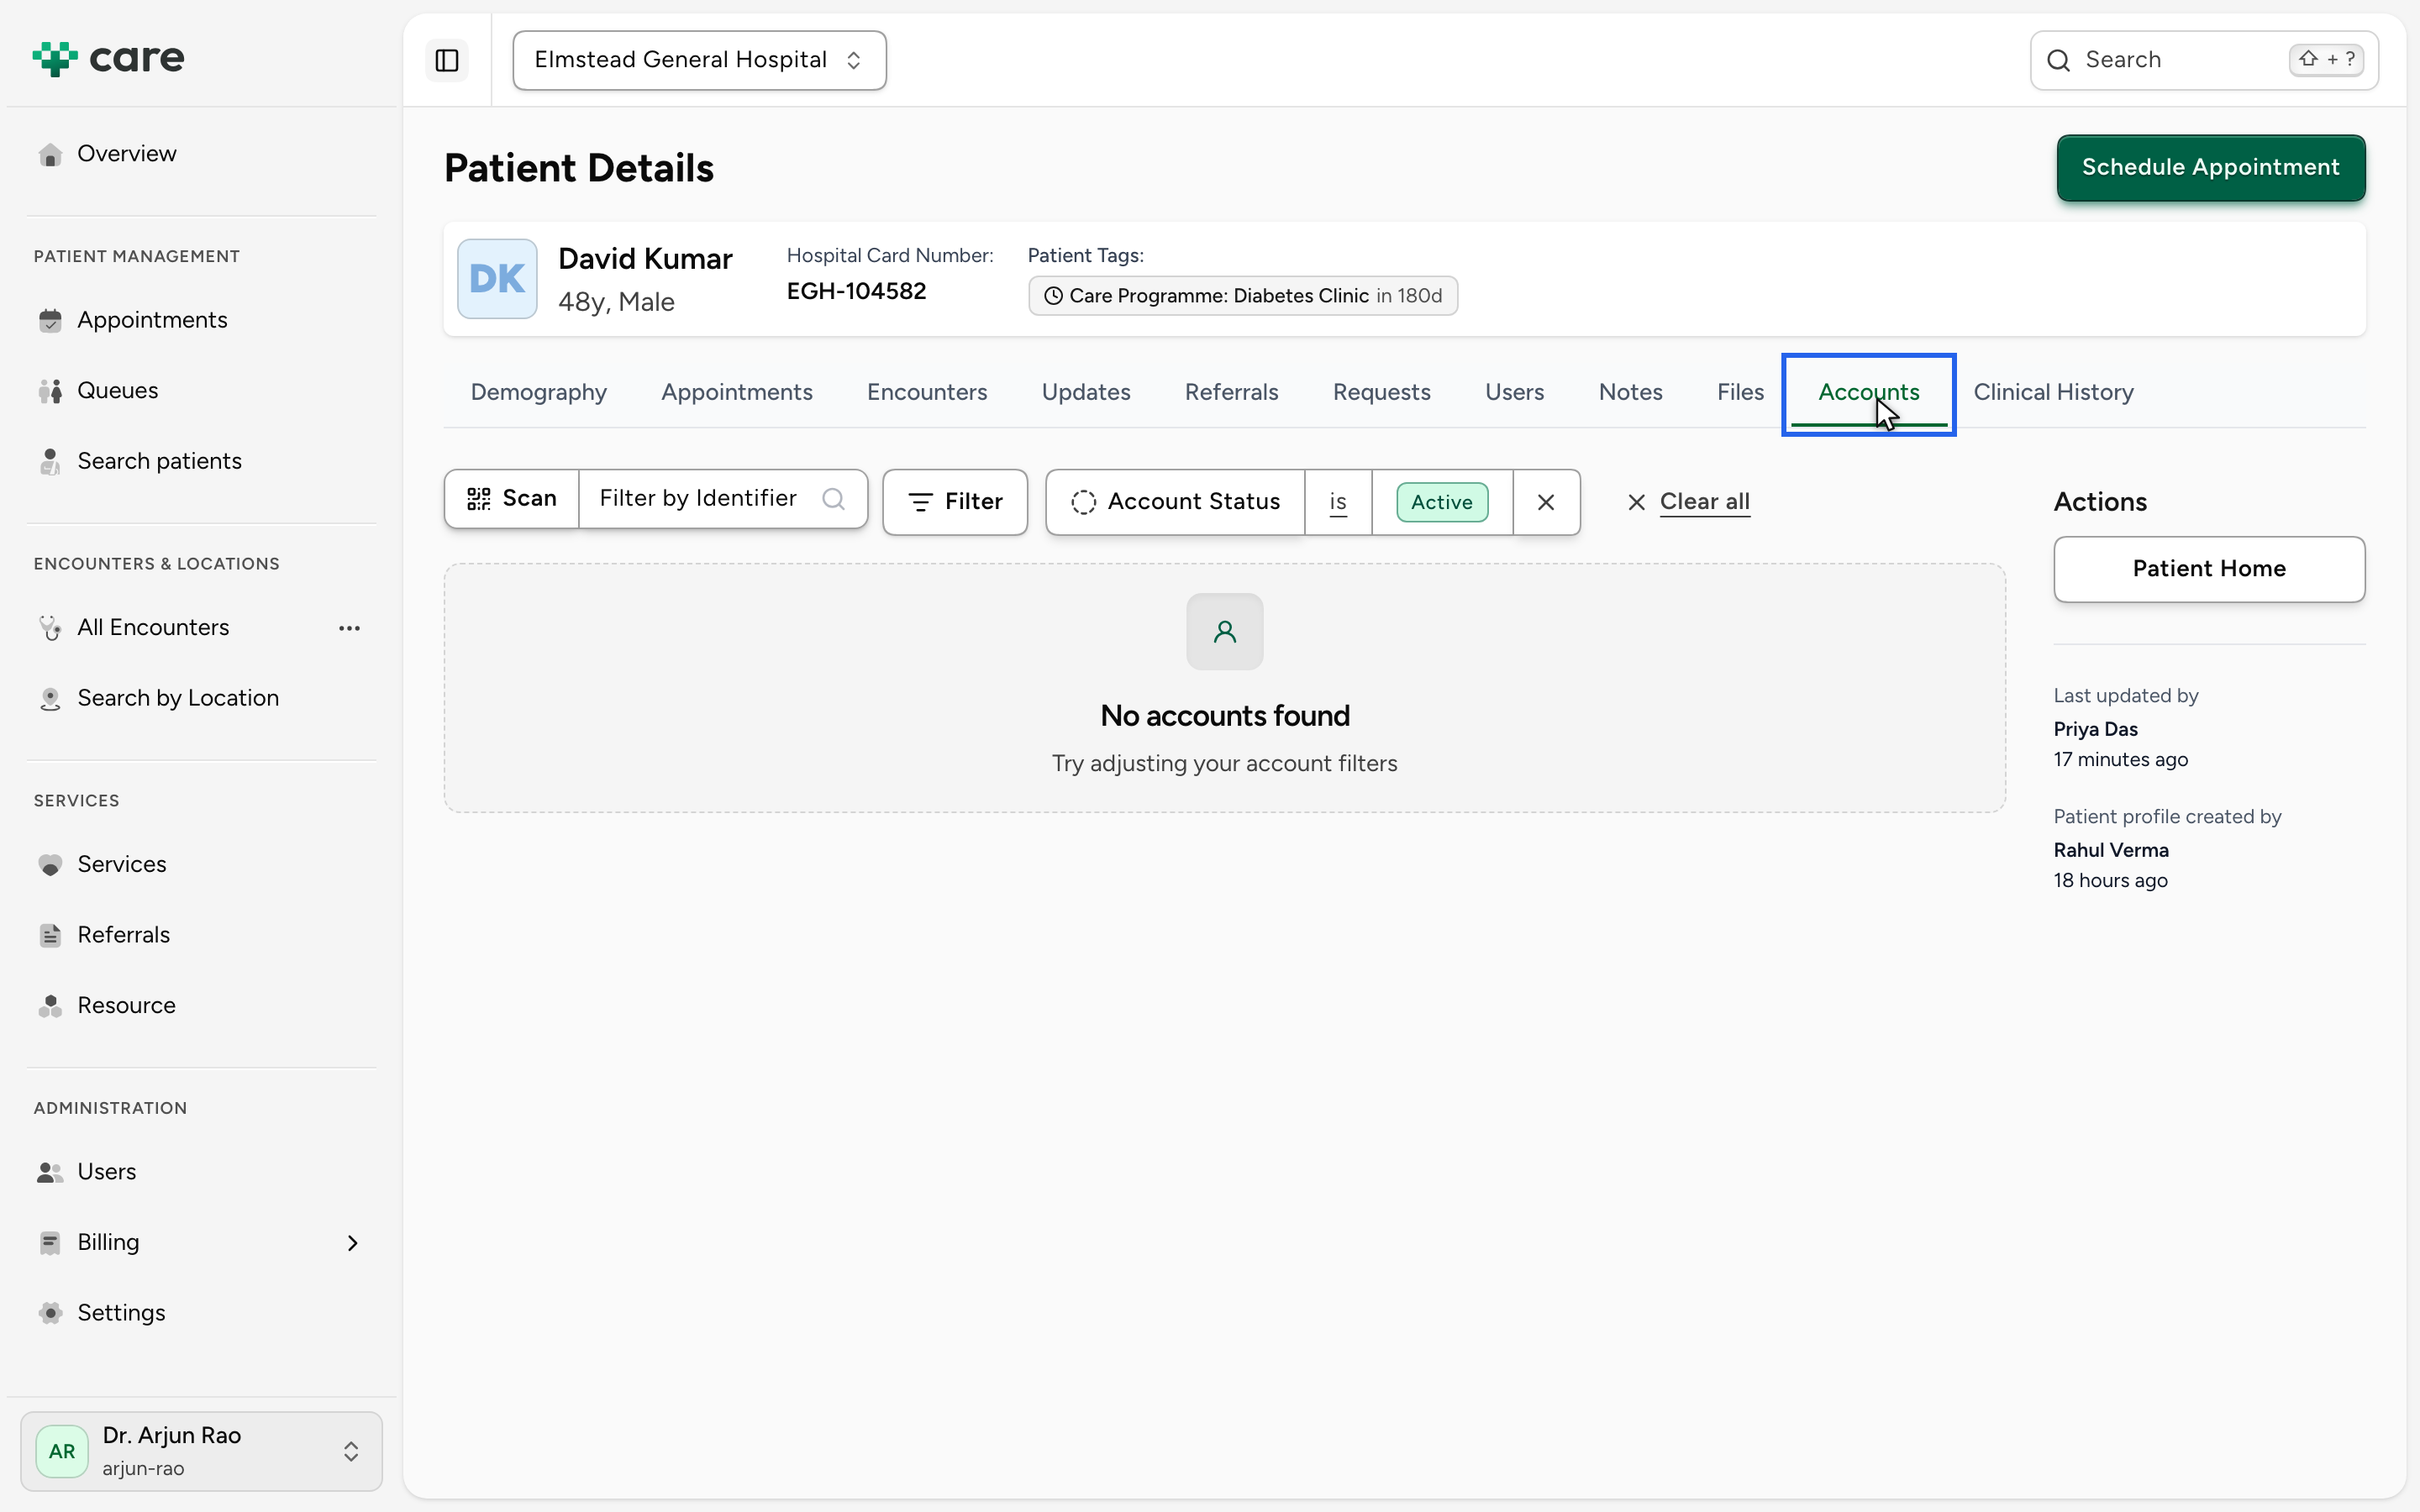 care
Elmstead General Hospital
Search
+ ?
Overview
PATIENT MANAGEMENT
Appointments
Queues
Search patients
ENCOUNTERS & LOCATIONS
All Encounters
Search by Location
SERVICES
Services
Referrals
Resource
ADMINISTRATION
Users
Billing
Settings
AR
Dr. Arjun Rao
arjun-rao
Patient Details
Schedule Appointment
DK
David Kumar
48y, Male
Hospital Card Number:
EGH-104582
Patient Tags:
Care Programme: Diabetes Clinic in 180d
Demography Appointments Encounters Updates Referrals Requests Users Notes Files Accounts Clinical History
Scan Filter by Identifier Filter Account Status is Active Clear all
No accounts found
Try adjusting your account filters
Actions
Patient Home
Last updated by
Priya Das
17 minutes ago
Patient profile created by
Rahul Verma
18 hours ago